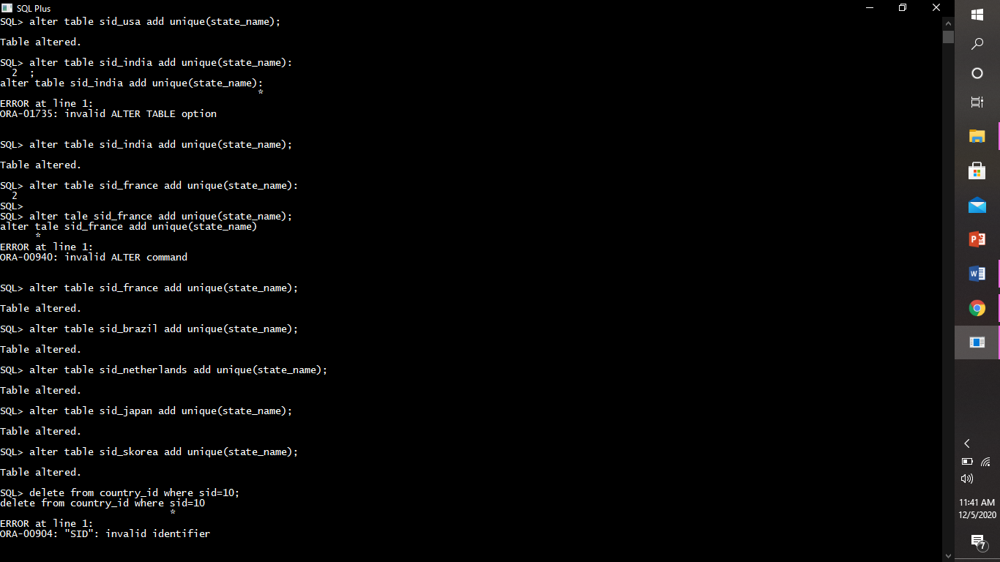 SQL Plus
SQL> alter table sid_usa add unique(state_name);
Table altered.
SQL> alter table sid_india add unique(state_name):
  2  ;
alter table sid_india add unique(state_name):
                                            *
ERROR at line 1:
ORA-01735: invalid ALTER TABLE option
SQL> alter table sid_india add unique(state_name);
Table altered.
SQL> alter table sid_france add unique(state_name):
  2
SQL>
SQL> alter tale sid_france add unique(state_name);
alter tale sid_france add unique(state_name)
      *
ERROR at line 1:
ORA-00940: invalid ALTER command
SQL> alter table sid_france add unique(state_name);
Table altered.
SQL> alter table sid_brazil add unique(state_name);
Table altered.
SQL> alter table sid_netherlands add unique(state_name);
Table altered.
SQL> alter table sid_japan add unique(state_name);
Table altered.
SQL> alter table sid_skorea add unique(state_name);
Table altered.
SQL> delete from country_id where sid=10;
delete from country_id where sid=10
                             *
ERROR at line 1:
ORA-00904: "SID": invalid identifier
11:41 AM
12/5/2020
7